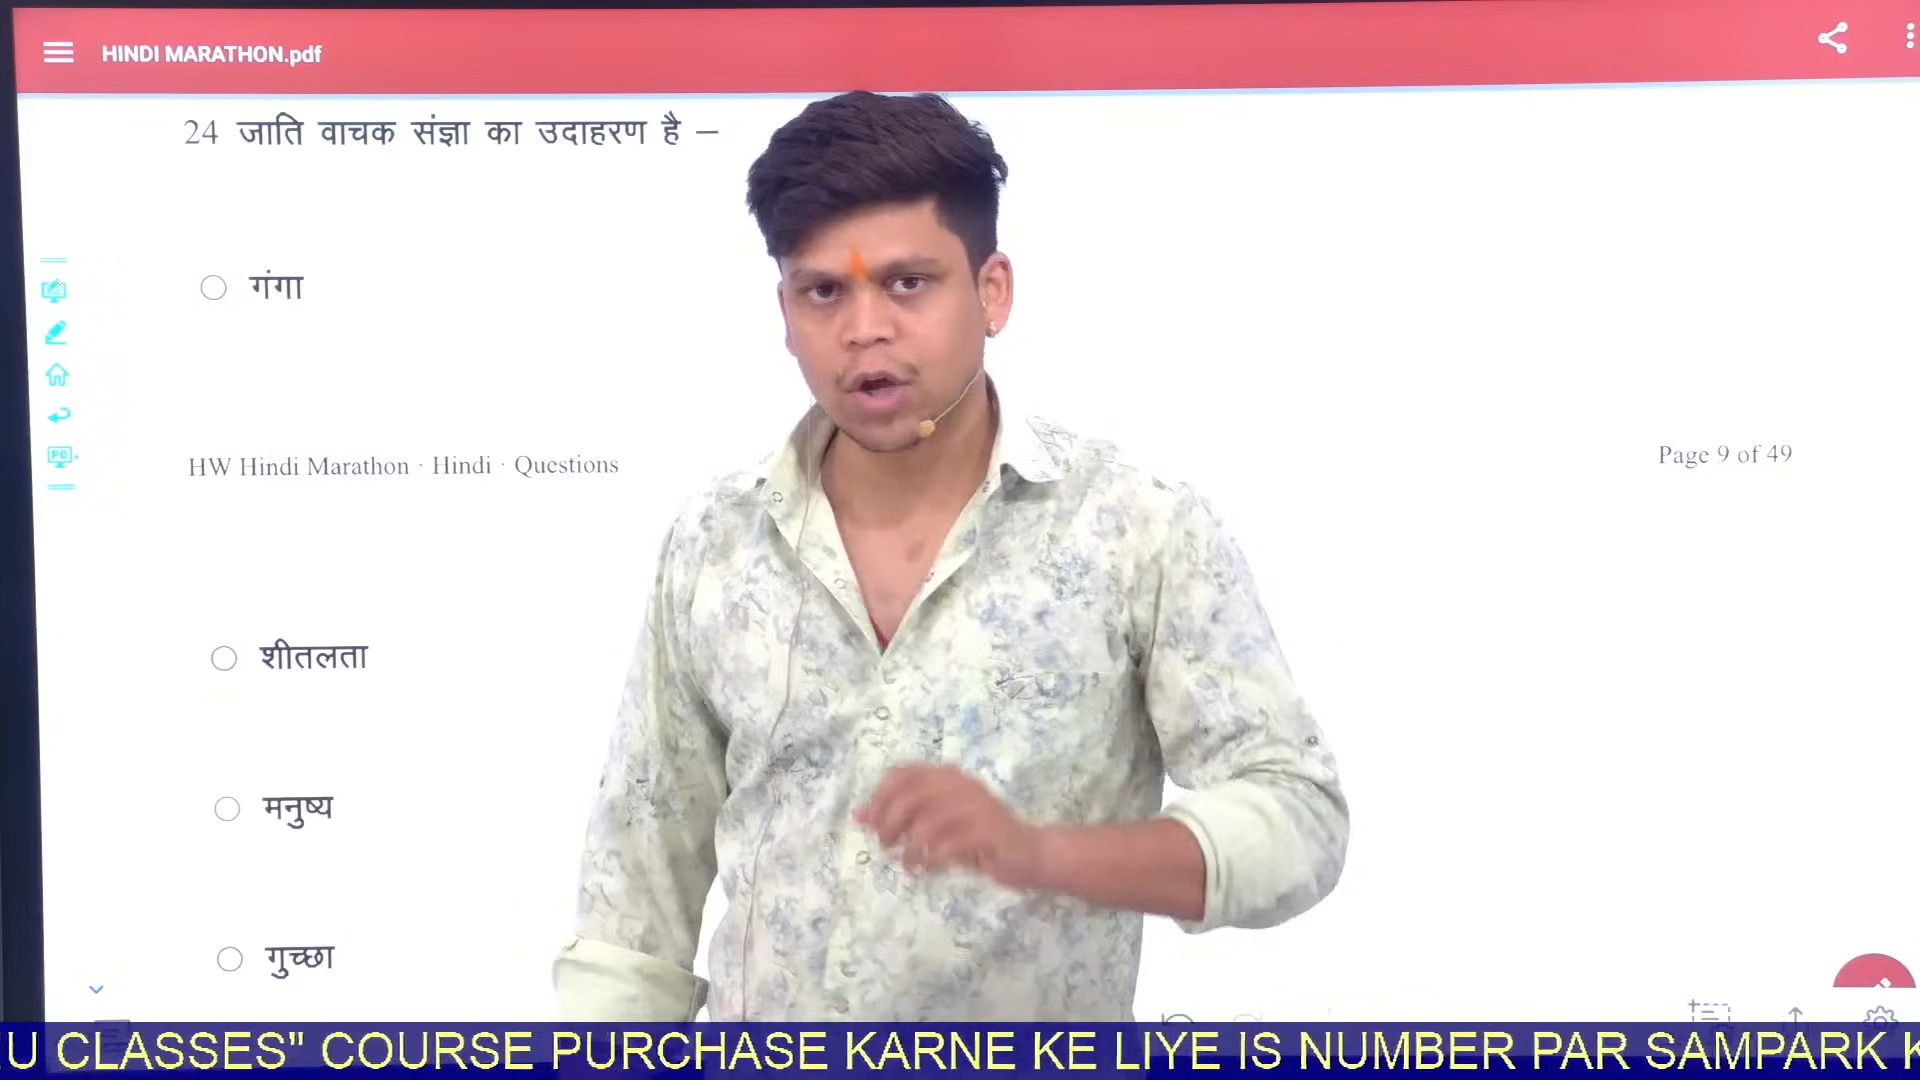 HINDI MARATHON.pdf
24 जाति वाचक संज्ञा का उदाहरण है –
गंगा
HW Hindi Marathon · Hindi · Questions
Page 9 of 49
शीतलता
मनुष्य
गुच्छा
CLASSES" COURSE PURCHASE KARNE KE LIYE IS NUMBER PAR SAMPARK